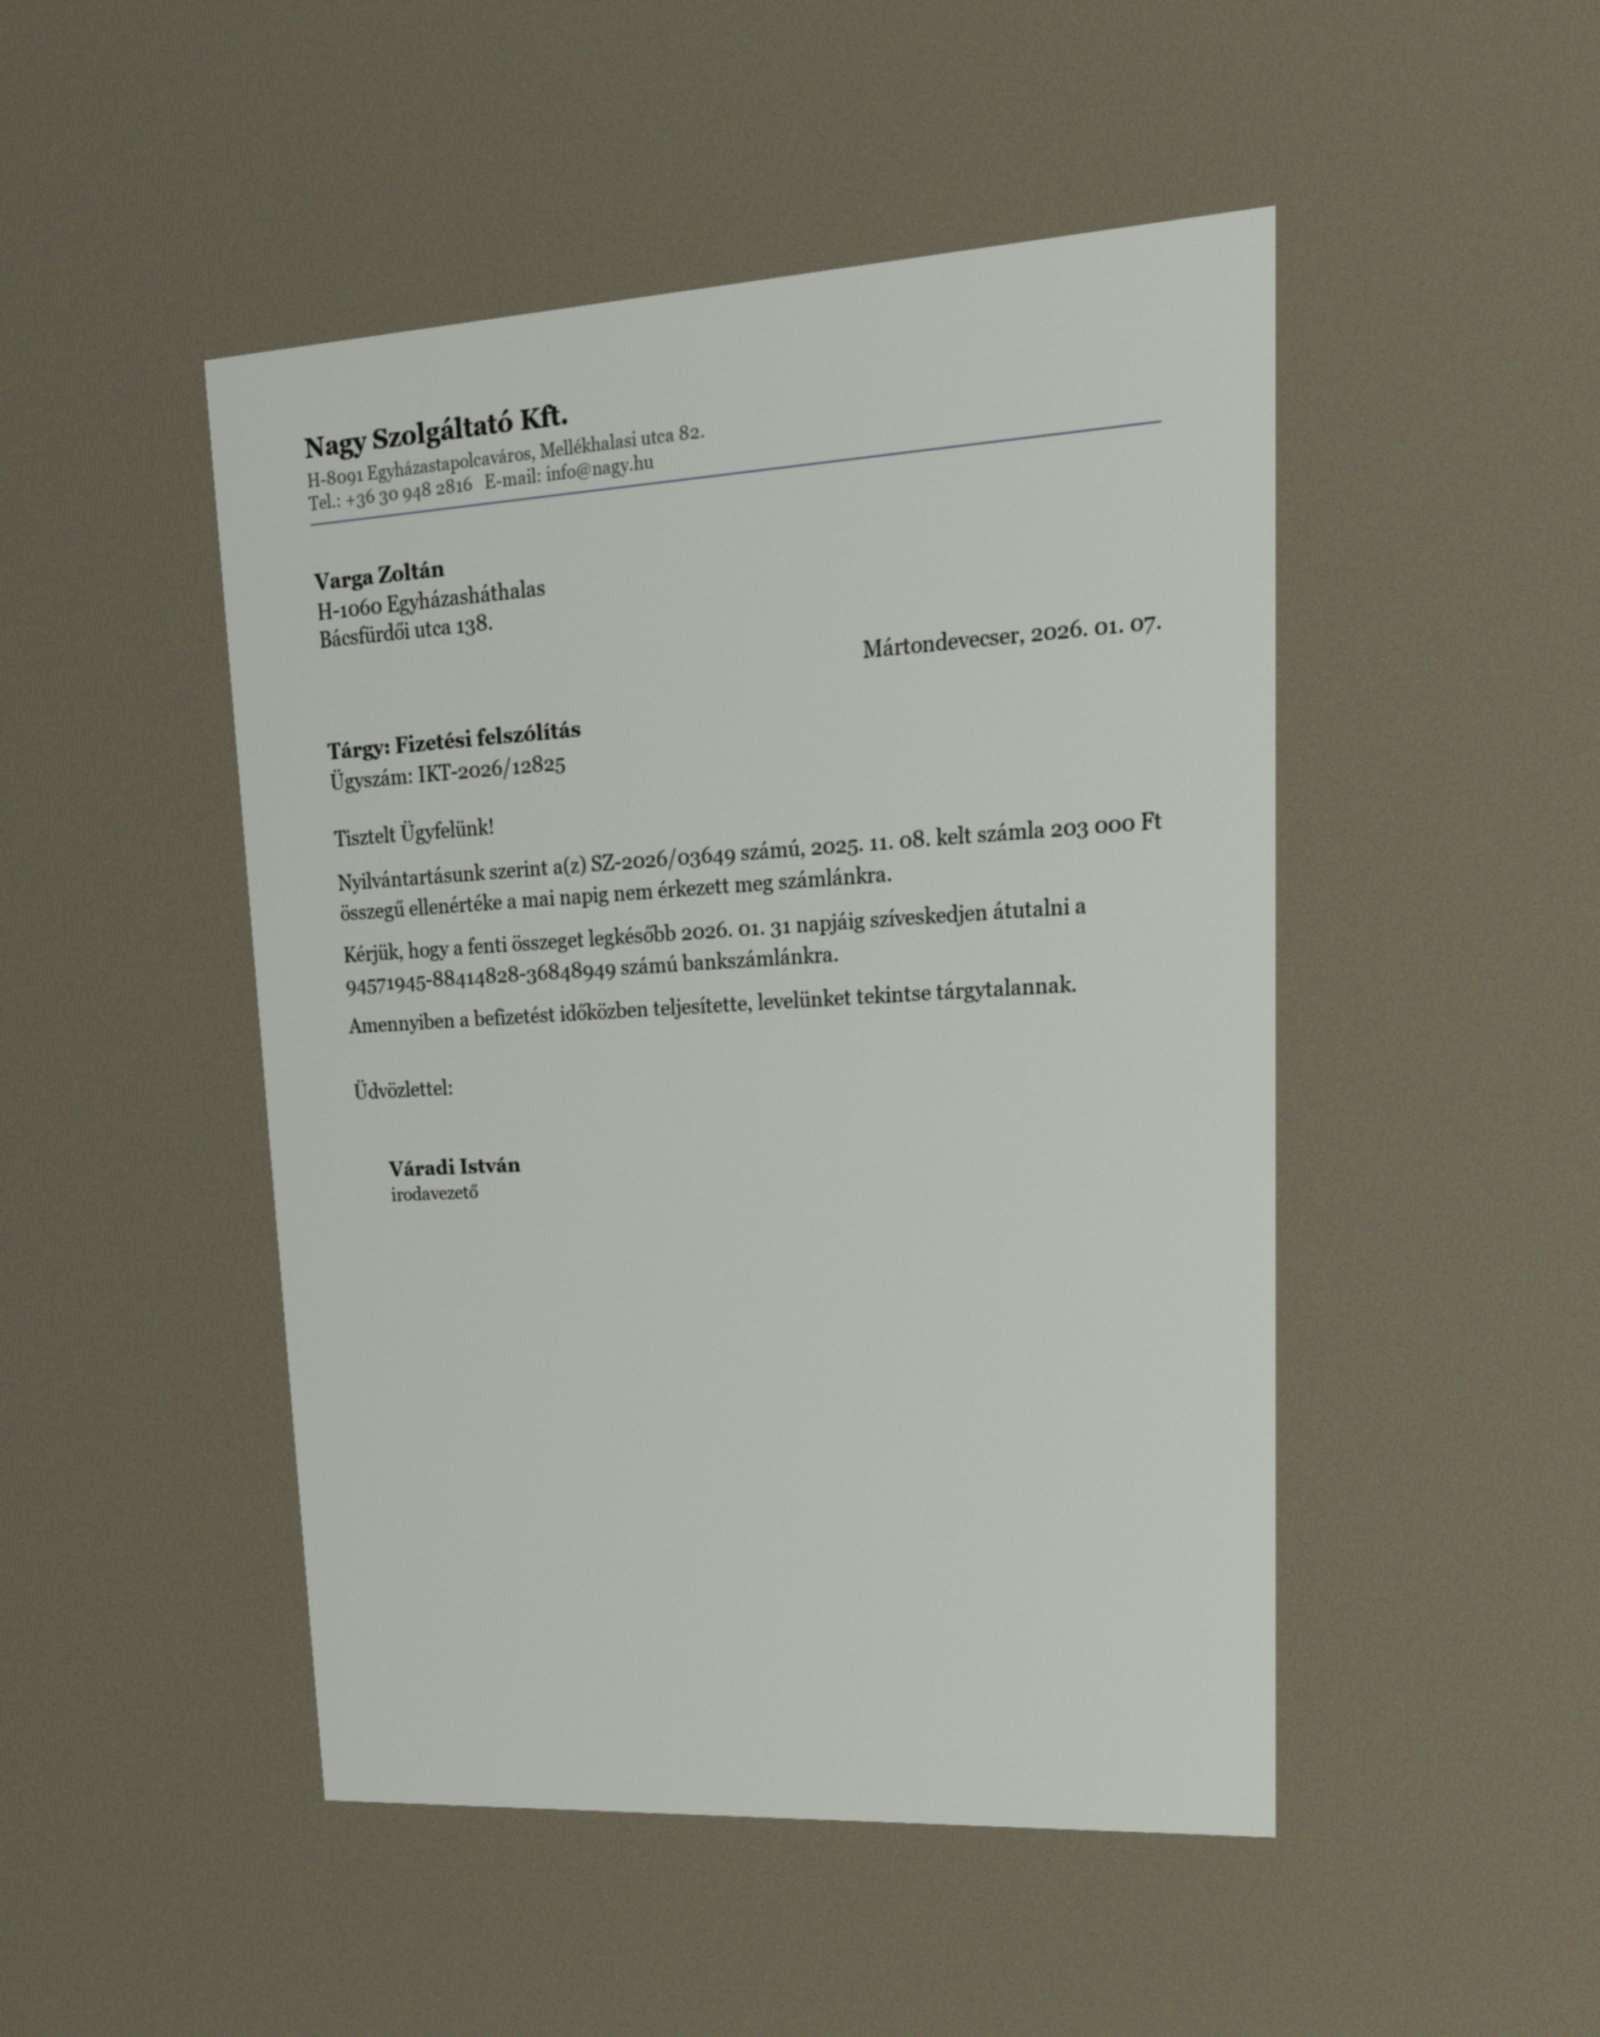 Nagy Szolgáltató Kft.
H-8091 Egyházastapolcaváros, Mellékhalasi utca 82.
Tel.: +36 30 948 2816 E-mail: info@nagy.hu
Varga Zoltán
H-1060 Egyházasháthalas
Bácsfürdői utca 138.
Mártondevecser, 2026. 01. 07.
Tárgy: Fizetési felszólítás
Ügyszám: IKT-2026/12825
Tisztelt Ügyfelünk!
Nyilvántartásunk szerint a(z) SZ-2026/03649 számú, 2025. 11. 08. kelt számla 203 000 Ft
összegű ellenértéke a mai napig nem érkezett meg számlánkra.
Kérjük, hogy a fenti összeget legkésőbb 2026. 01. 31 napjáig szíveskedjen átutalni a
94571945-88414828-36848949 számú bankszámlánkra.
Amennyiben a befizetést időközben teljesítette, levelünket tekintse tárgytalannak.
Üdvözlettel:
Váradi István
irodavezető